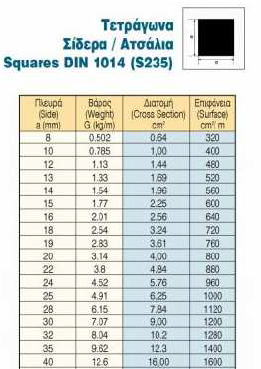 Τετράγωνα
Σίδερα / Ατσάλια
Squares DIN 1014 (S235)
Πλευρά Βάρος Διατομή Επιφάνεια
(Side) (Weight) (Cross Section) (Surface)
a (mm) G (kg/m) cm² cm²/ m
8 0.502 0.64 320
10 0.785 1,00 400
12 1.13 1.44 480
13 1.33 1.69 520
14 1.54 1.96 560
15 1.77 2.25 600
16 2.01 2.56 640
18 2.54 3.24 720
19 2.83 3.61 760
20 3.14 4,00 800
22 3.8 4.84 880
24 4.52 5.76 960
25 4.91 6.25 1000
28 6.15 7.84 1120
30 7.07 9,00 1200
32 8.04 10.2 1280
35 9.62 12.3 1400
40 12.6 16,00 1600